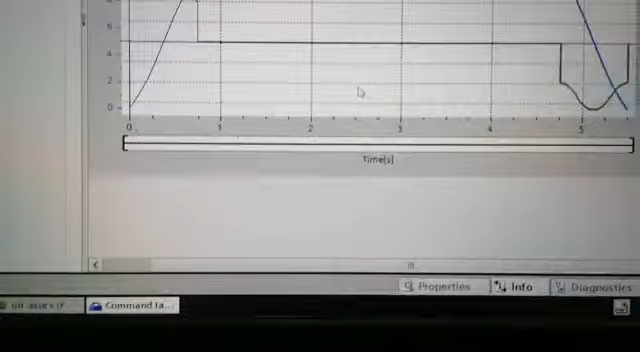 6
4
2
0
0 1 2 3 4 5
Time[s]
Properties Info Diagnostics
Command ta...